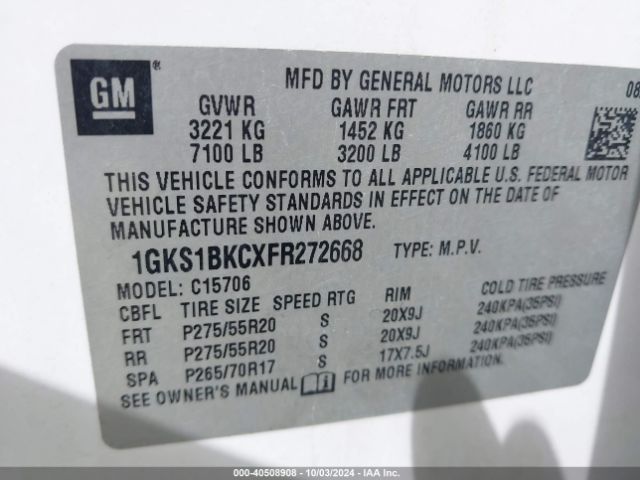 GM ®
MFD BY GENERAL MOTORS LLC 08
GVWR GAWR FRT GAWR RR
3221 KG 1452 KG 1860 KG
7100 LB 3200 LB 4100 LB
THIS VEHICLE CONFORMS TO ALL APPLICABLE U.S. FEDERAL MOTOR
VEHICLE SAFETY STANDARDS IN EFFECT ON THE DATE OF
MANUFACTURE SHOWN ABOVE.
1GKS1BKCXFR272668 TYPE: M.P.V.
MODEL: C15706
CBFL TIRE SIZE SPEED RTG RIM COLD TIRE PRESSURE
FRT P275/55R20 S 20X9J 240KPA(35PSI)
RR P275/55R20 S 20X9J 240KPA(35PSI)
SPA P265/70R17 S 17X7.5J 240KPA(35PSI)
SEE OWNER'S MANUAL FOR MORE INFORMATION.
000-40508908 - 10/03/2024 - IAA Inc.